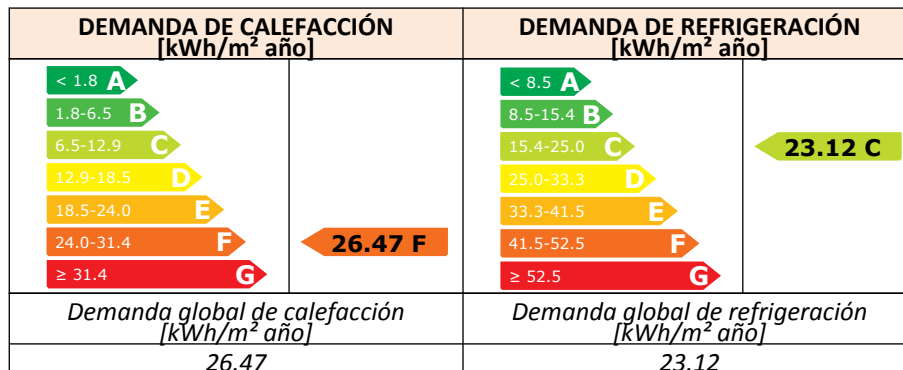 DEMANDA DE CALEFACCIÓN
[kWh/m² año]
< 1.8 A
1.8-6.5 B
6.5-12.9 C
12.9-18.5 D
18.5-24.0 E
24.0-31.4 F
≥ 31.4 G
26.47 F
Demanda global de calefacción
[kWh/m² año]
26.47
DEMANDA DE REFRIGERACIÓN
[kWh/m² año]
< 8.5 A
8.5-15.4 B
15.4-25.0 C
25.0-33.3 D
33.3-41.5 E
41.5-52.5 F
≥ 52.5 G
23.12 C
Demanda global de refrigeración
[kWh/m² año]
23.12